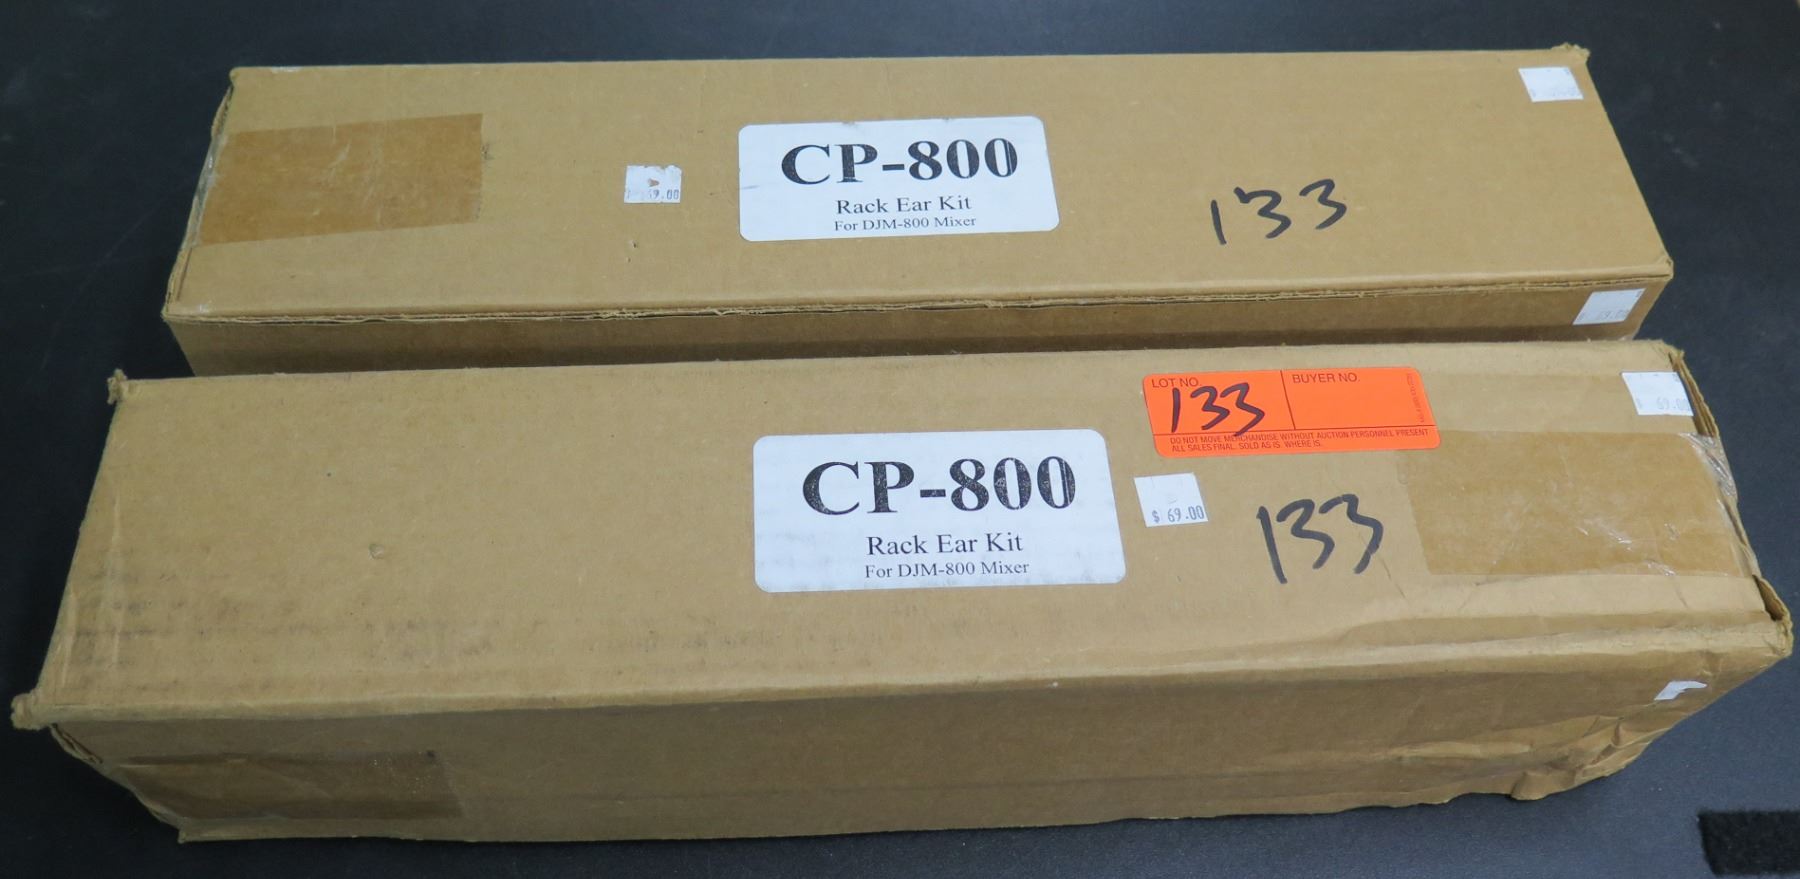 CP-800
Rack Ear Kit
For DJM-800 Mixer
133
LOT NO.
133
BUYER NO.
DO NOT MOVE MERCHANDISE WITHOUT AUCTION PERSONNEL PRESENT
ALL SALES FINAL. SOLD AS IS WHERE IS.
$ 69.00
CP-800
Rack Ear Kit
For DJM-800 Mixer
$ 69.00
133